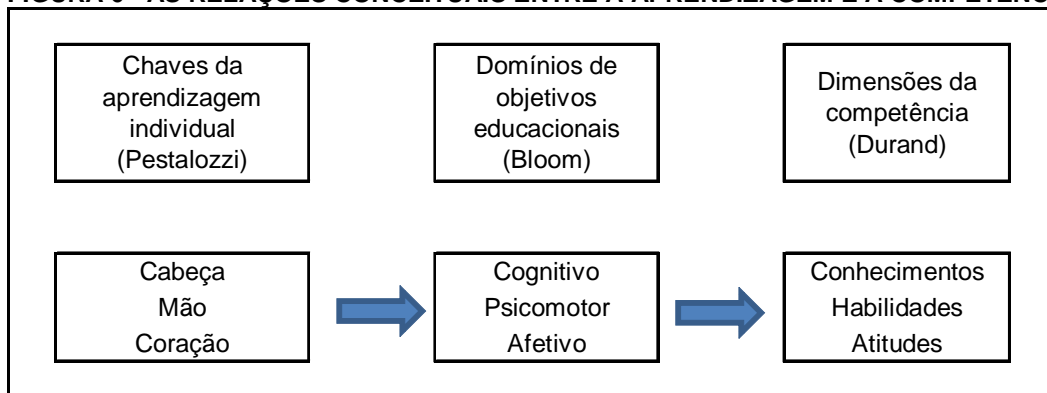 Chaves da
aprendizagem
individual
(Pestalozzi)
Domínios de
objetivos
educacionais
(Bloom)
Dimensões da
competência
(Durand)
Cabeça
Mão
Coração
Cognitivo
Psicomotor
Afetivo
Conhecimentos
Habilidades
Atitudes